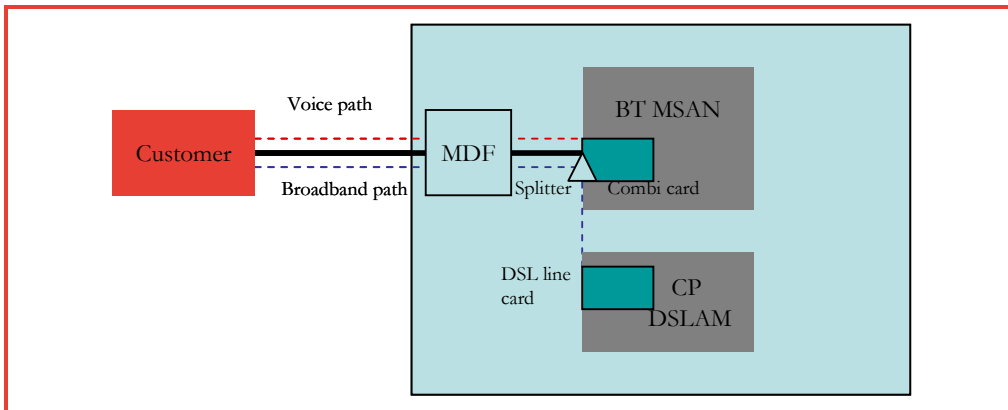 Voice path
BT MSAN
Customer
MDF
Broadband path
Splitter
Combi card
DSL line
card
CP
DSLAM